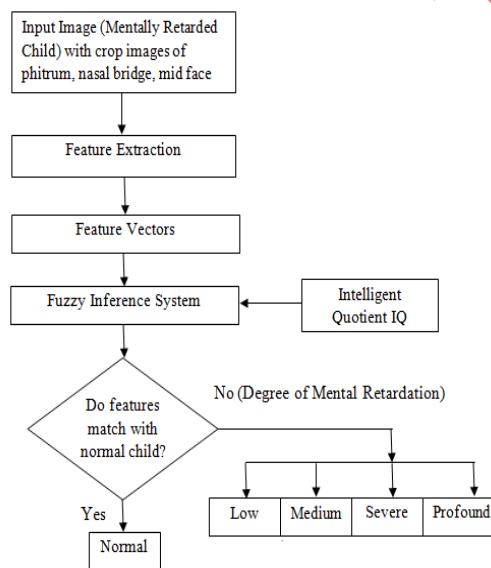 Input Image (Mentally Retarded
Child) with crop images of
phitrum, nasal bridge, mid face
Feature Extraction
Feature Vectors
Fuzzy Inference System
Intelligent
Quotient IQ
Do features
match with
normal child?
No (Degree of Mental Retardation)
Yes
Normal
Low
Medium
Severe
Profound